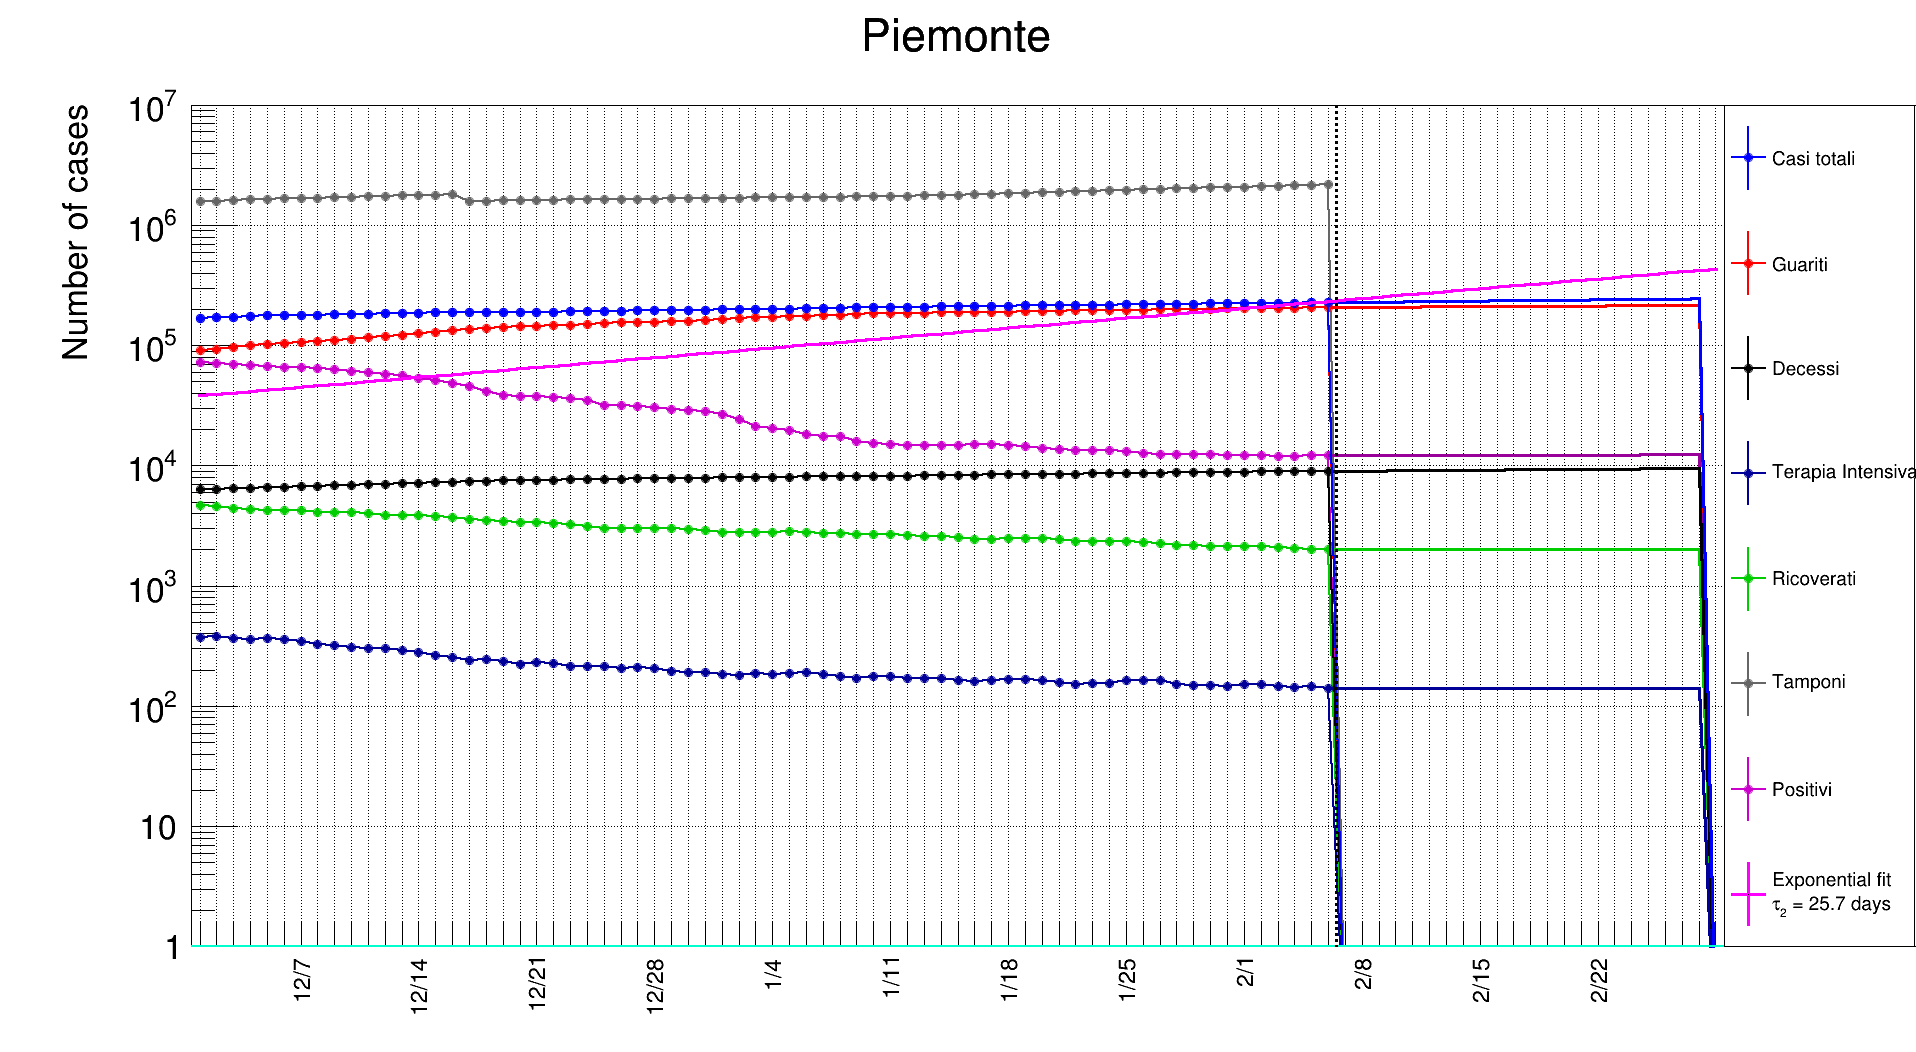 Piemonte
Number of cases
10^7
10^6
10^5
10^4
10^3
10^2
10
1
12/7
12/14
12/21
12/28
1/4
1/11
1/18
1/25
2/1
2/8
2/15
2/22
Casi totali
Guariti
Decessi
Terapia Intensiva
Ricoverati
Tamponi
Positivi
Exponential fit
τ_2 = 25.7 days